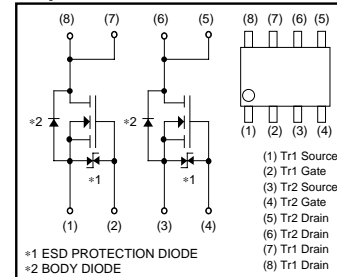 (8) (7) (6) (5)
(8) (7) (6) (5)
∗2 ∗2
∗1 ∗1
(1) (2) (3) (4)
(1) (2) (3) (4)
(1) Tr1 Source
(2) Tr1 Gate
(3) Tr2 Source
(4) Tr2 Gate
(5) Tr2 Drain
(6) Tr2 Drain
(7) Tr1 Drain
(8) Tr1 Drain
∗1 ESD PROTECTION DIODE
∗2 BODY DIODE